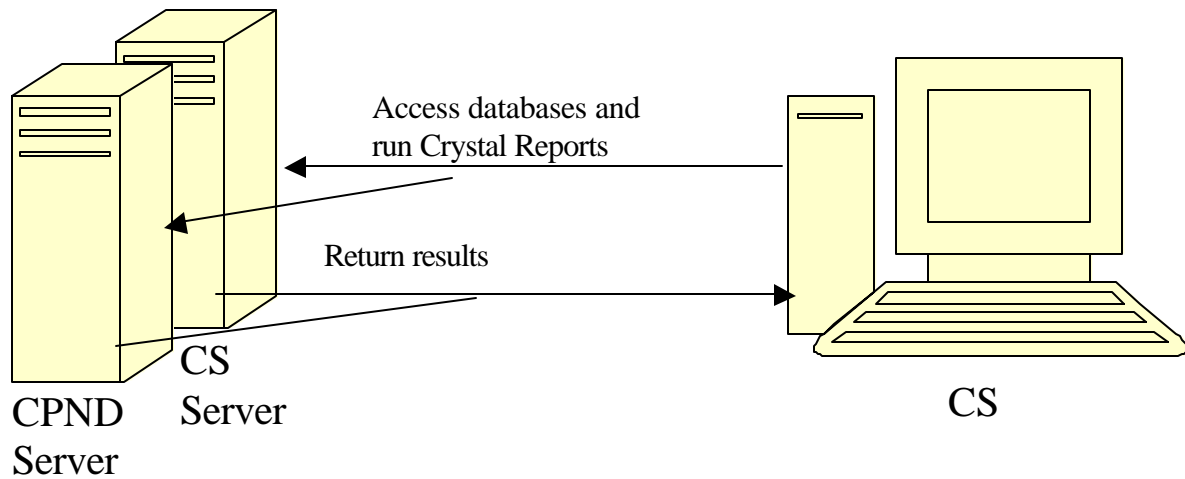 Access databases and
run Crystal Reports
Return results
CS
Server
CPND
Server
CS